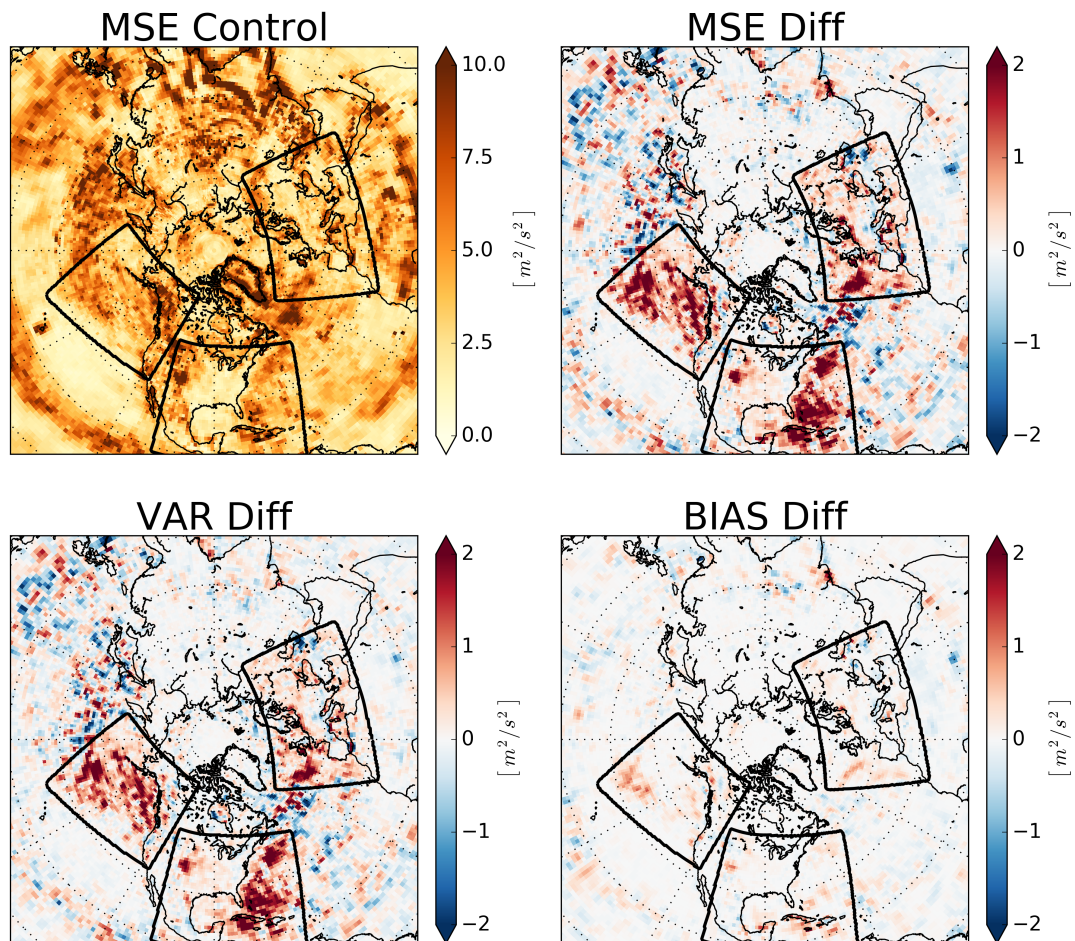 MSE Control
MSE Diff
10.0
7.5
5.0
2.5
0.0
[ m²/s² ]
2
1
0
−1
−2
[ m²/s² ]
VAR Diff
BIAS Diff
2
1
0
−1
−2
[ m²/s² ]
2
1
0
−1
−2
[ m²/s² ]